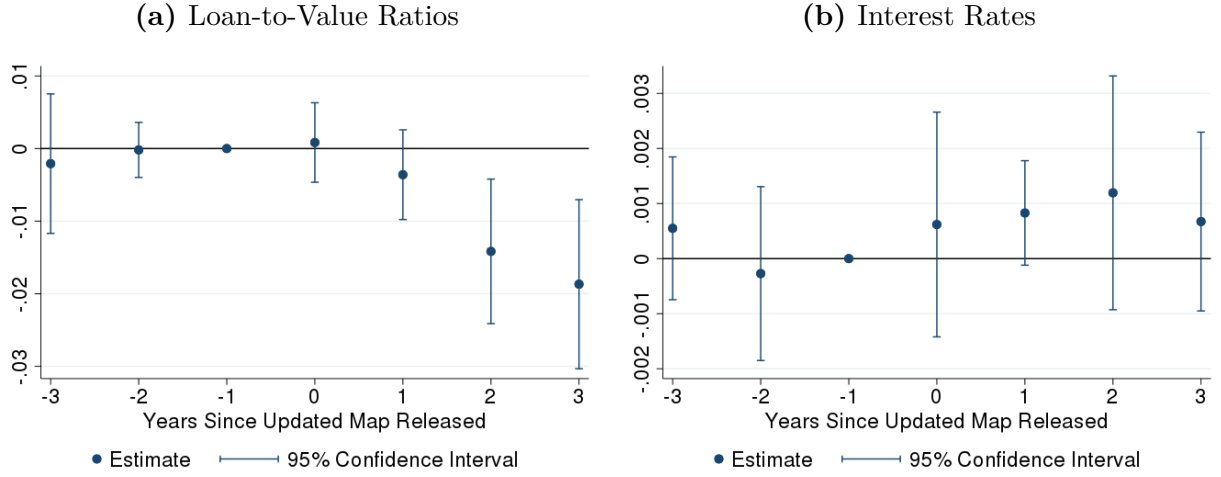 (a) Loan-to-Value Ratios
.01
0
-.01
-.02
-.03
-3 -2 -1 0 1 2 3
Years Since Updated Map Released
Estimate 95% Confidence Interval
(b) Interest Rates
.003
.002
.001
0
-.001
-.002
-3 -2 -1 0 1 2 3
Years Since Updated Map Released
Estimate 95% Confidence Interval